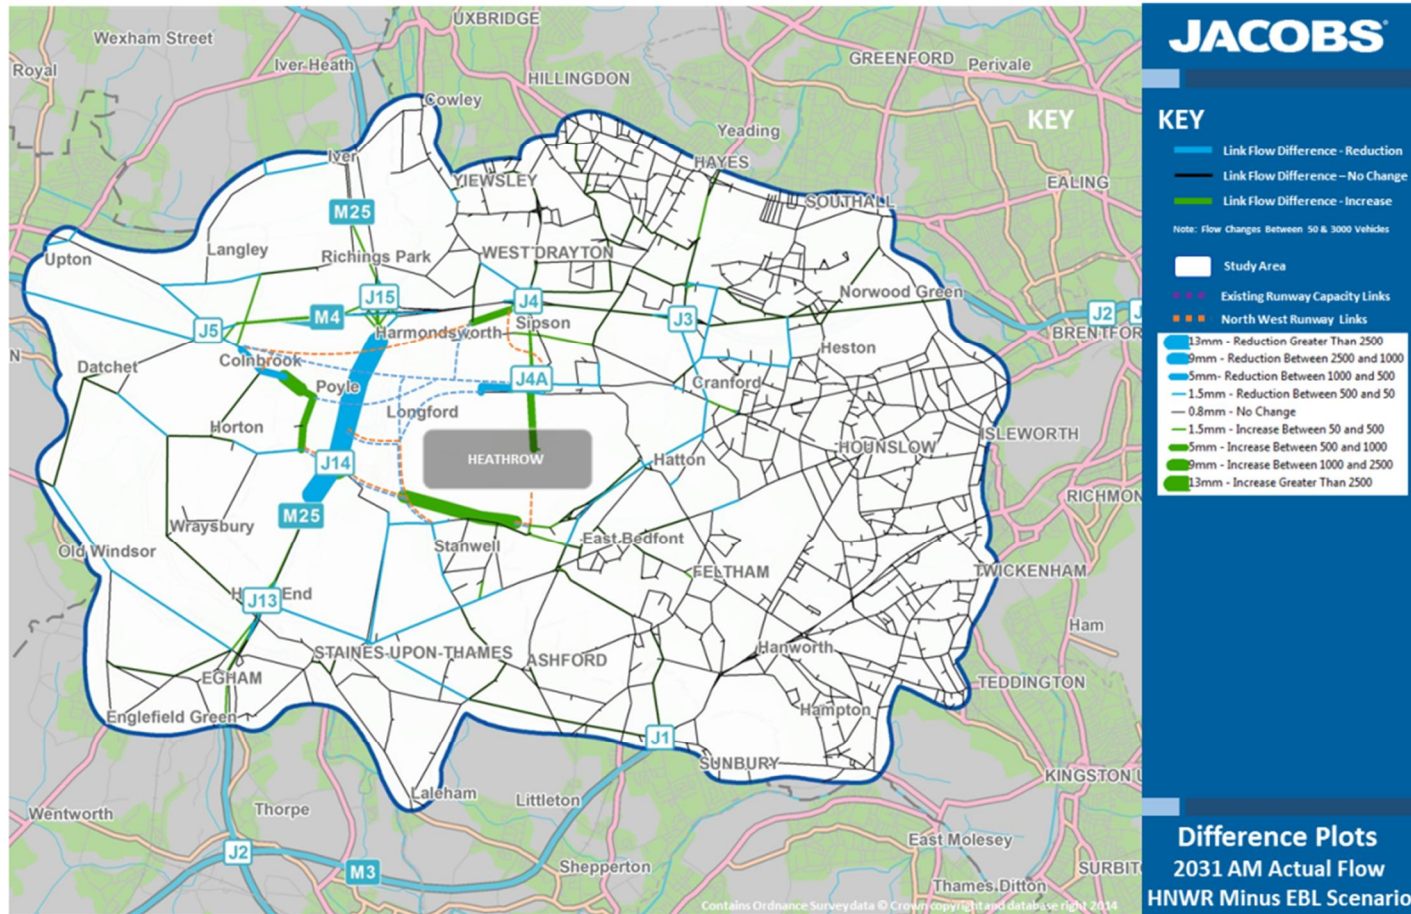 UXBRIDGE
Wexham Street
Iver Heath
Royal
HILLINGDON
GREENFORD
Perivale
Cowley
KEY
Yeading
Iver
HAYES
YIEWSLEY
EALING
M25
SOUTHALL
Langley
Richings Park
WEST DRAYTON
Upton
J15
J4
Norwood Green
J5
M4
Harmondsworth
Sipson
J3
J2
J
BRENTFOR
N
Colnbrook
Heston
Datchet
Poyle
J4A
Cranford
Longford
Horton
HOUNSLOW
ISLEWORTH
J14
HEATHROW
Hatton
M25
RICHMON
Wraysbury
Old Windsor
Stanwell
East Bedfont
FELTHAM
TWICKENHAM
H
End
J13
Ham
STAINES-UPON-THAMES
ASHFORD
Hanworth
EGHAM
TEDDINGTON
Englefield Green
Hampton
J1
SUNBURY
KINGSTON U
Laleham
Littleton
Wentworth
Thorpe
East Molesey
J2
M3
Shepperton
SURBIT
Thames Ditton
Contains Ordnance Survey data © Crown copyright and database right 2014
JACOBS
KEY
Link Flow Difference - Reduction
Link Flow Difference – No Change
Link Flow Difference - Increase
Note: Flow Changes Between 50 & 3000 Vehicles
Study Area
Existing Runway Capacity Links
North West Runway Links
13mm - Reduction Greater Than 2500
9mm - Reduction Between 2500 and 1000
5mm- Reduction Between 1000 and 500
1.5mm - Reduction Between 500 and 50
0.8mm - No Change
1.5mm - Increase Between 50 and 500
5mm - Increase Between 500 and 1000
9mm - Increase Between 1000 and 2500
13mm - Increase Greater Than 2500
Difference Plots
2031 AM Actual Flow
HNWR Minus EBL Scenario